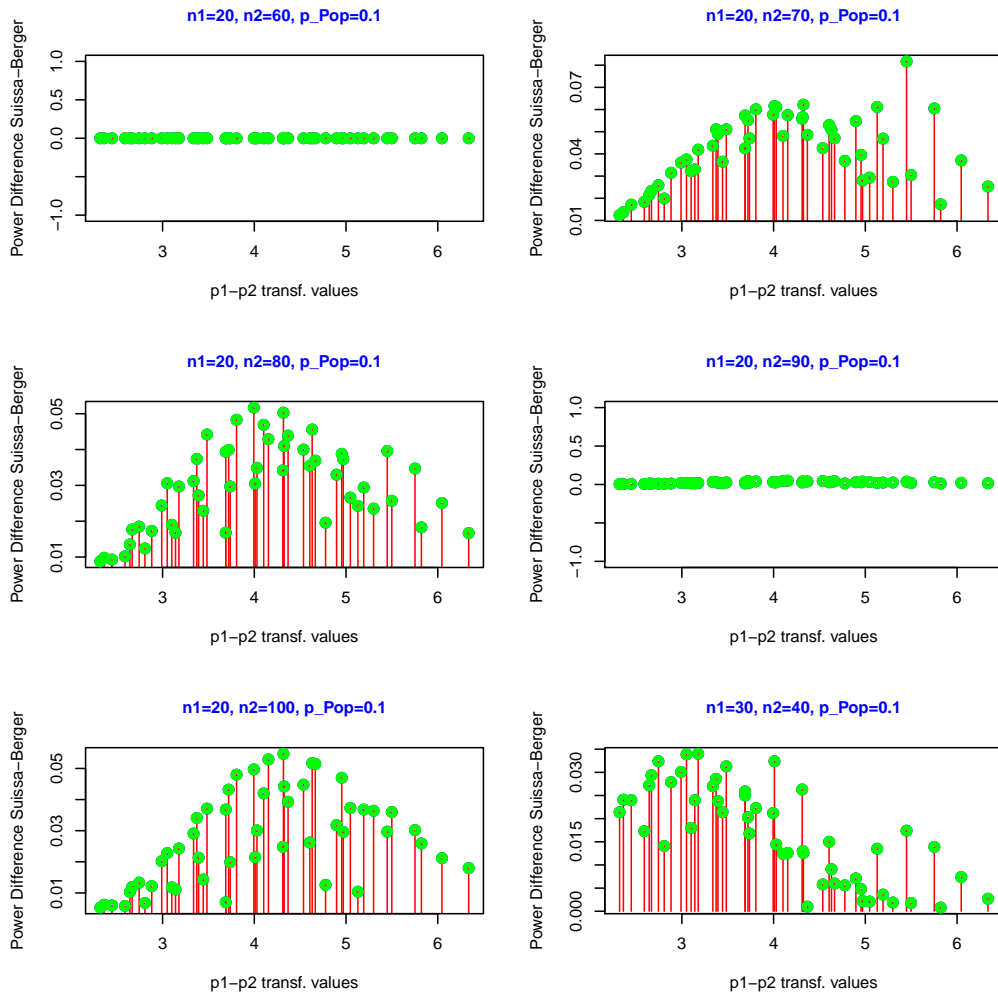 n1=20, n2=60, p_Pop=0.1
Power Difference Suissa−Berger
1.0
0.5
0.0
−1.0
3 4 5 6
p1−p2 transf. values
n1=20, n2=70, p_Pop=0.1
Power Difference Suissa−Berger
0.07
0.04
0.01
3 4 5 6
p1−p2 transf. values
n1=20, n2=80, p_Pop=0.1
Power Difference Suissa−Berger
0.05
0.03
0.01
3 4 5 6
p1−p2 transf. values
n1=20, n2=90, p_Pop=0.1
Power Difference Suissa−Berger
1.0
0.5
0.0
−1.0
3 4 5 6
p1−p2 transf. values
n1=20, n2=100, p_Pop=0.1
Power Difference Suissa−Berger
0.05
0.03
0.01
3 4 5 6
p1−p2 transf. values
n1=30, n2=40, p_Pop=0.1
Power Difference Suissa−Berger
0.030
0.015
0.000
3 4 5 6
p1−p2 transf. values